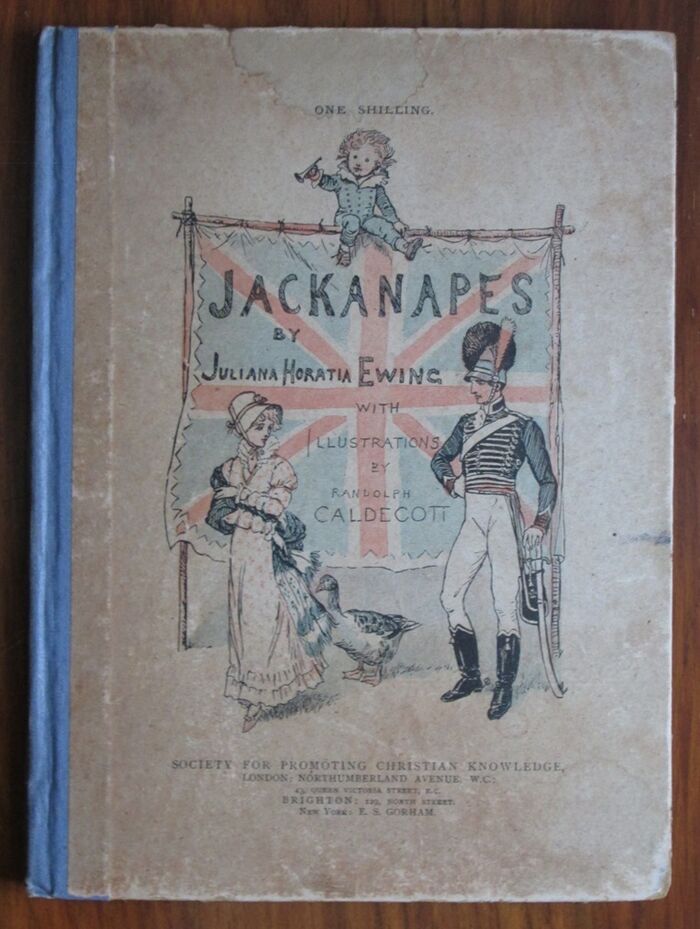 ONE SHILLING.
JACKANAPES
BY
JULIANA HORATIA EWING
WITH
ILLUSTRATIONS
BY
RANDOLPH
CALDECOTT
SOCIETY FOR PROMOTING CHRISTIAN KNOWLEDGE,
LONDON: NORTHUMBERLAND AVENUE, W.C.;
43, QUEEN VICTORIA STREET, E.C.
BRIGHTON: 129, NORTH STREET.
NEW YORK: E. S. GORHAM.